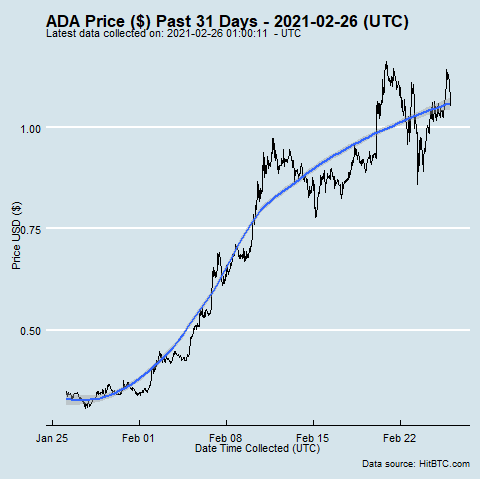 ADA Price ($) Past 31 Days - 2021-02-26 (UTC)
Latest data collected on: 2021-02-26 01:00:11 - UTC
Price USD ($)
1.00
0.75
0.50
Jan 25
Feb 01
Feb 08
Feb 15
Feb 22
Date Time Collected (UTC)
Data source: HitBTC.com